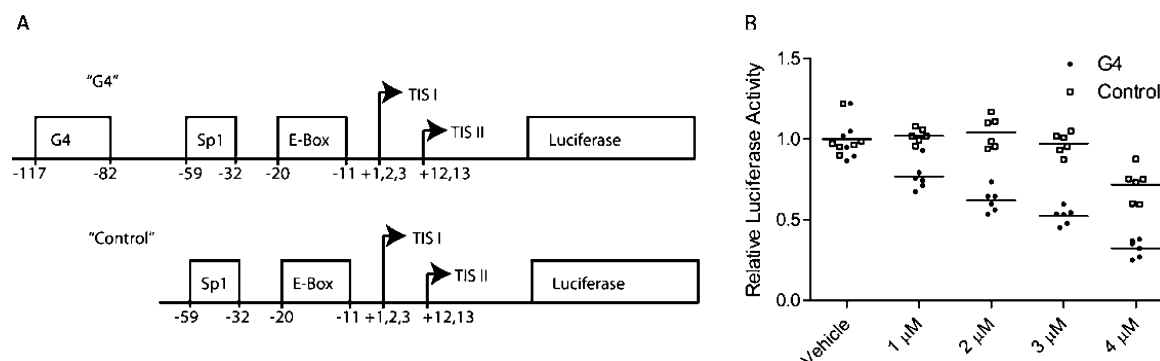 A
"G4"
TIS I
TIS II
G4
Sp1
E-Box
Luciferase
-117 -82 -59 -32 -20 -11 +1,2,3 +12,13
"Control"
TIS I
TIS II
Sp1
E-Box
Luciferase
-59 -32 -20 -11 +1,2,3 +12,13
B
Relative Luciferase Activity
1.5
1.0
0.5
0.0
G4
Control
Vehicle
1 µM
2 µM
3 µM
4 µM